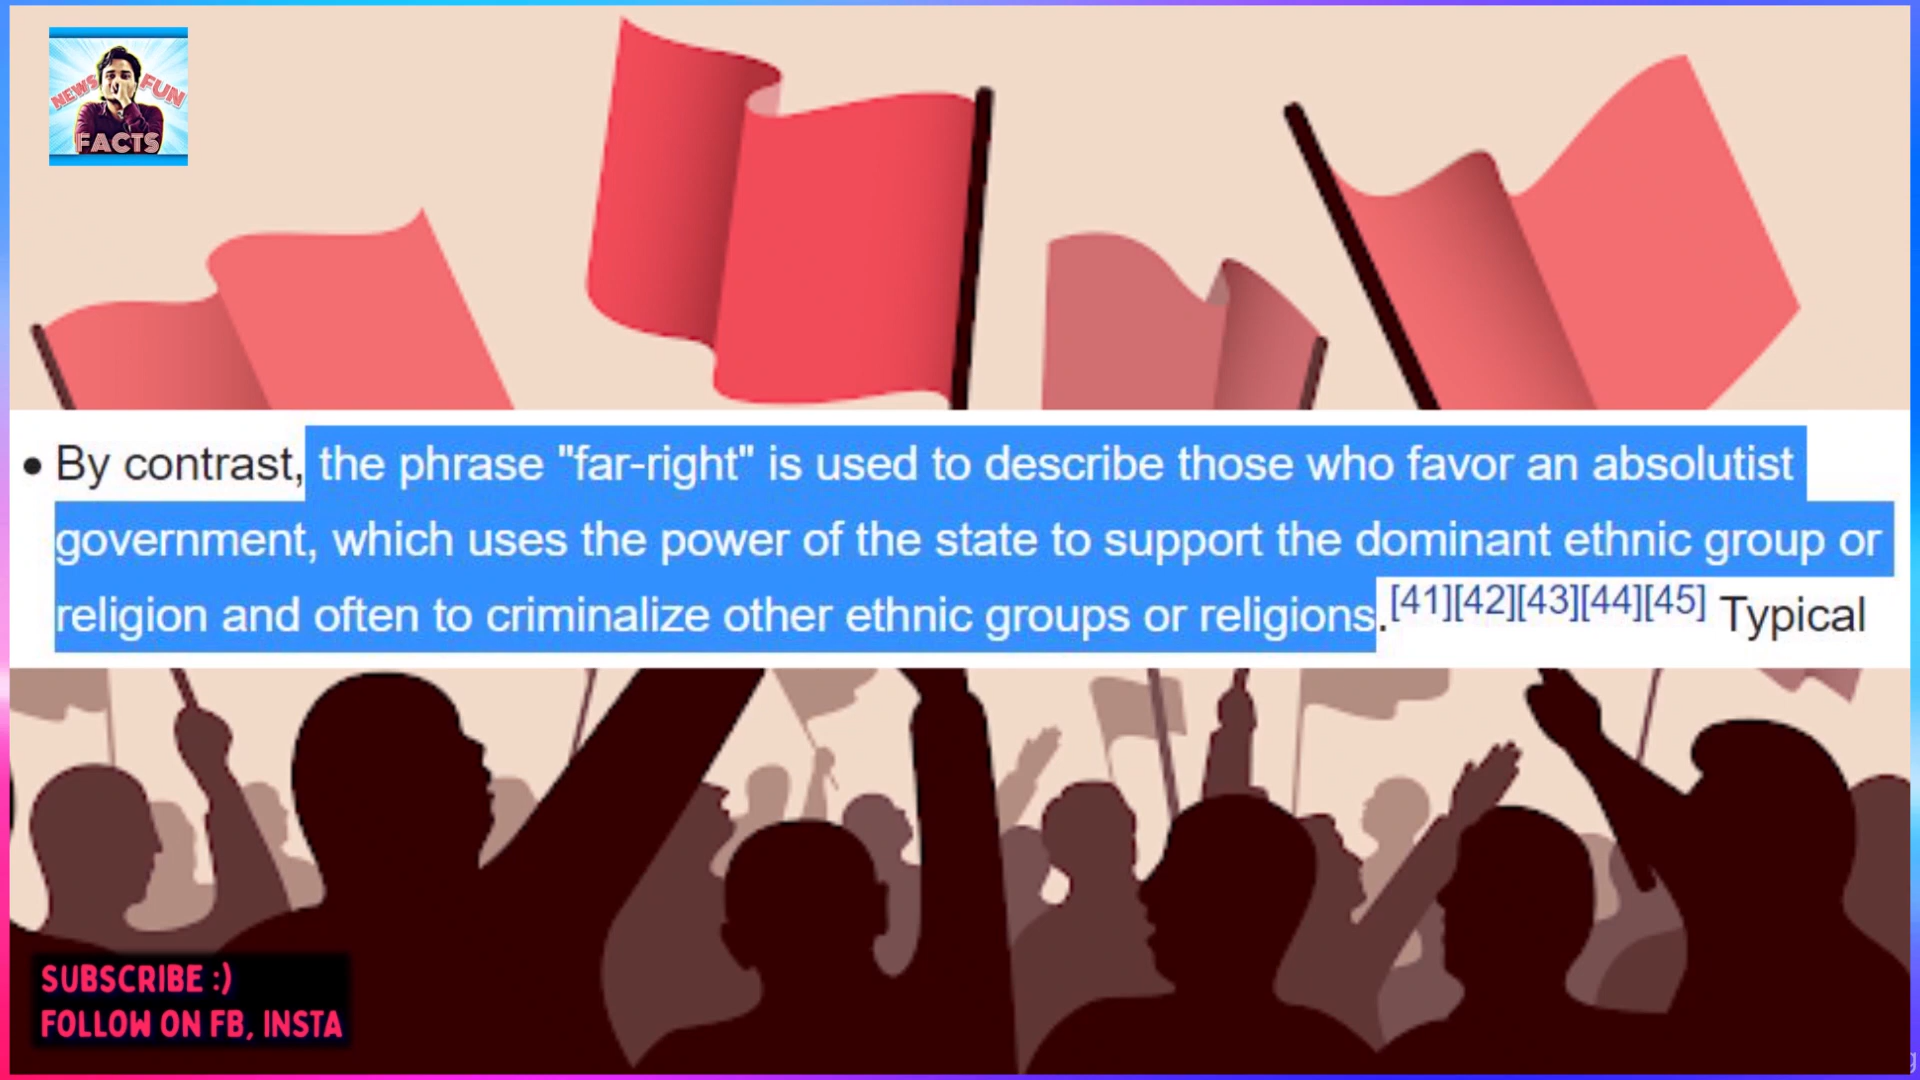 NEWS FUN
FACTS
• By contrast, the phrase "far-right" is used to describe those who favor an absolutist
government, which uses the power of the state to support the dominant ethnic group or
religion and often to criminalize other ethnic groups or religions.[41][42][43][44][45] Typical
SUBSCRIBE :)
FOLLOW ON FB, INSTA